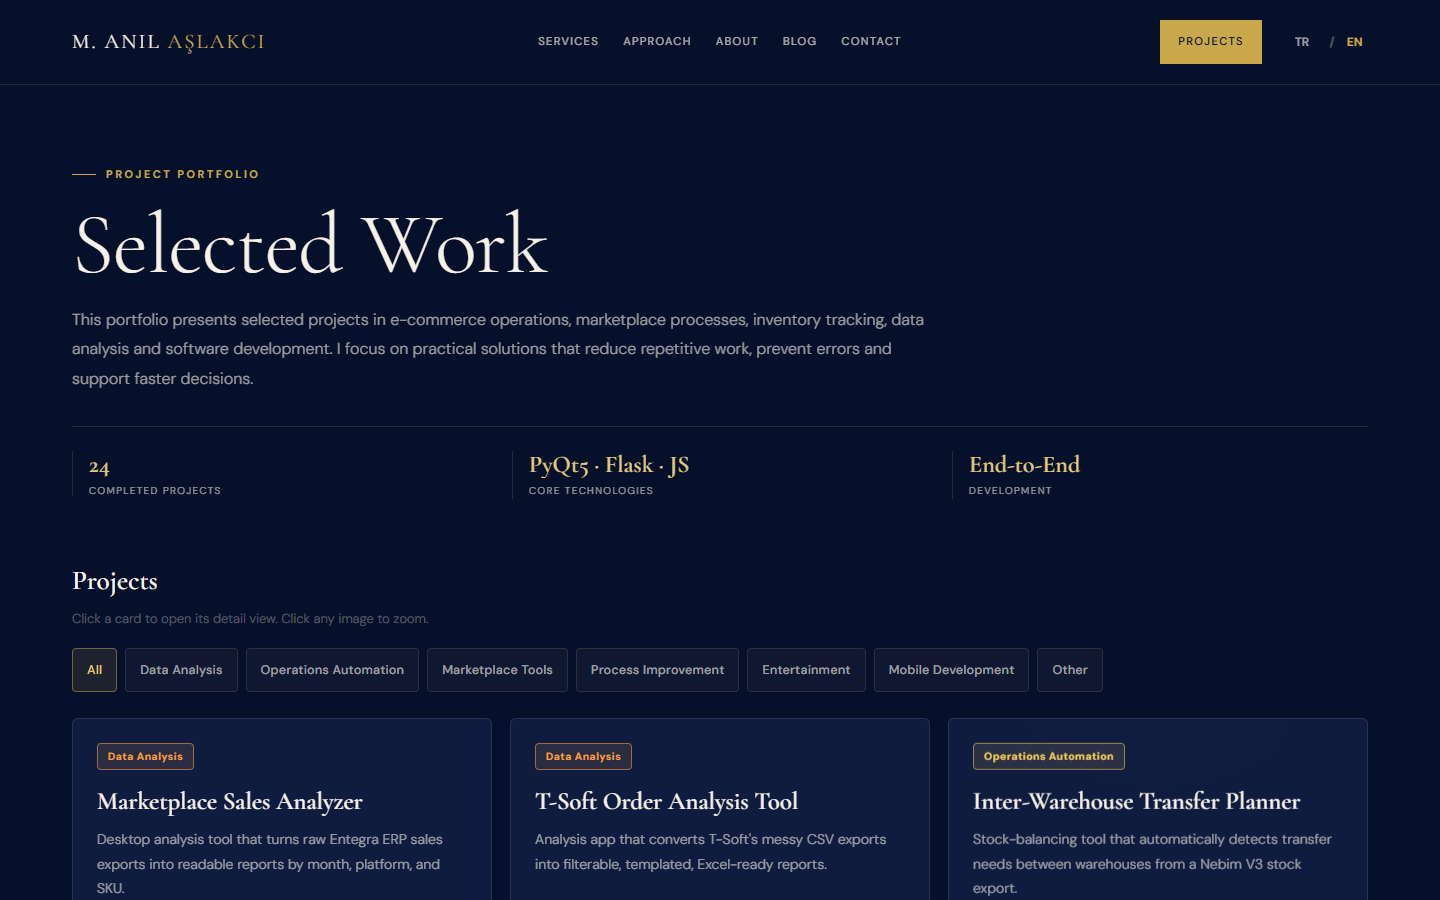 M. ANIL AŞLAKCI
SERVICES APPROACH ABOUT BLOG CONTACT
PROJECTS
TR / EN
PROJECT PORTFOLIO
Selected Work
This portfolio presents selected projects in e-commerce operations, marketplace processes, inventory tracking, data
analysis and software development. I focus on practical solutions that reduce repetitive work, prevent errors and
support faster decisions.
24
COMPLETED PROJECTS
PyQt5 · Flask · JS
CORE TECHNOLOGIES
End-to-End
DEVELOPMENT
Projects
Click a card to open its detail view. Click any image to zoom.
All Data Analysis Operations Automation Marketplace Tools Process Improvement Entertainment Mobile Development Other
Data Analysis
Marketplace Sales Analyzer
Desktop analysis tool that turns raw Entegra ERP sales
exports into readable reports by month, platform, and
SKU.
Data Analysis
T-Soft Order Analysis Tool
Analysis app that converts T-Soft's messy CSV exports
into filterable, templated, Excel-ready reports.
Operations Automation
Inter-Warehouse Transfer Planner
Stock-balancing tool that automatically detects transfer
needs between warehouses from a Nebim V3 stock
export.